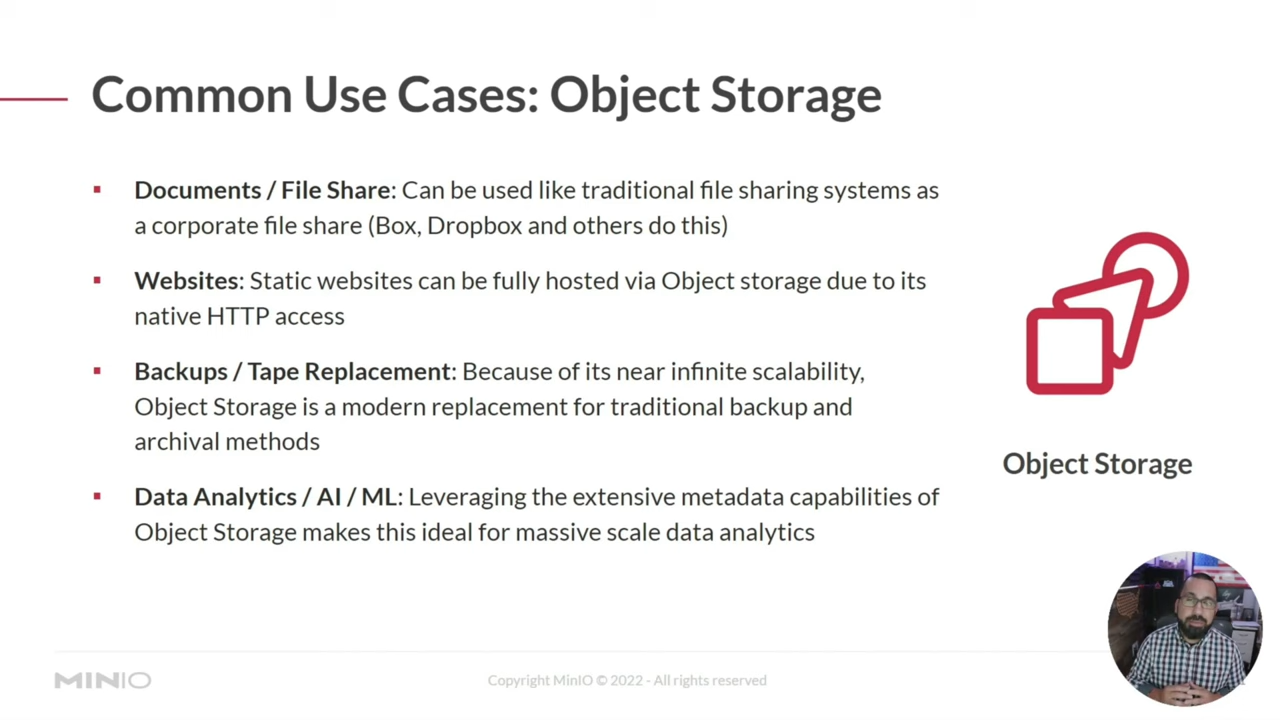 Common Use Cases: Object Storage
▪ Documents / File Share: Can be used like traditional file sharing systems as
a corporate file share (Box, Dropbox and others do this)
▪ Websites: Static websites can be fully hosted via Object storage due to its
native HTTP access
▪ Backups / Tape Replacement: Because of its near infinite scalability,
Object Storage is a modern replacement for traditional backup and
archival methods
▪ Data Analytics / AI / ML: Leveraging the extensive metadata capabilities of
Object Storage makes this ideal for massive scale data analytics
Object Storage
MINIO
Copyright MinIO © 2022 - All rights reserved